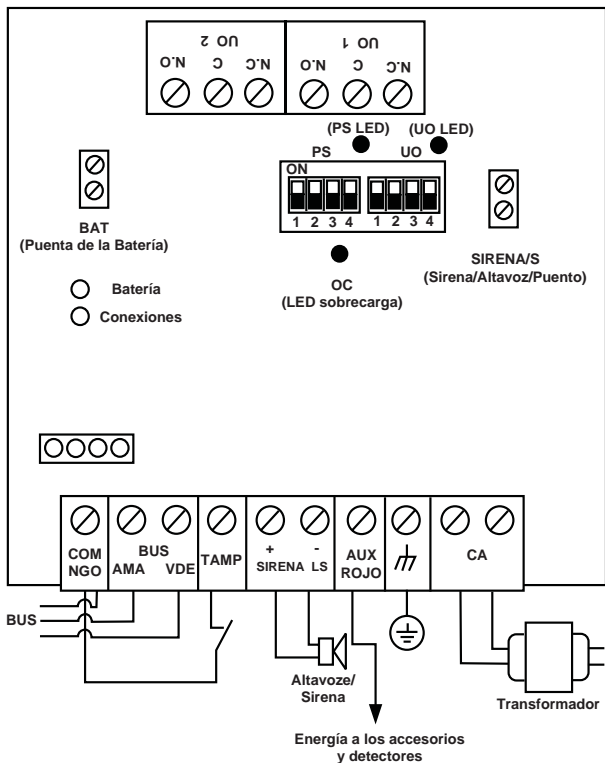 UO 2 UO 1
N.O C N.C N.O C N.C
(PS LED) (UO LED)
PS UO
ON
1 2 3 4 1 2 3 4
BAT
(Puenta de la Batería)
SIRENA/S
(Sirena/Altavoz/Puento)
OC
(LED sobrecarga)
Batería
Conexiones
COM
NGO
BUS
AMA VDE
TAMP
+ -
SIRENA LS
AUX
ROJO
CA
BUS
Altavoze/
Sirena
Transformador
Energía a los accesorios
y detectores